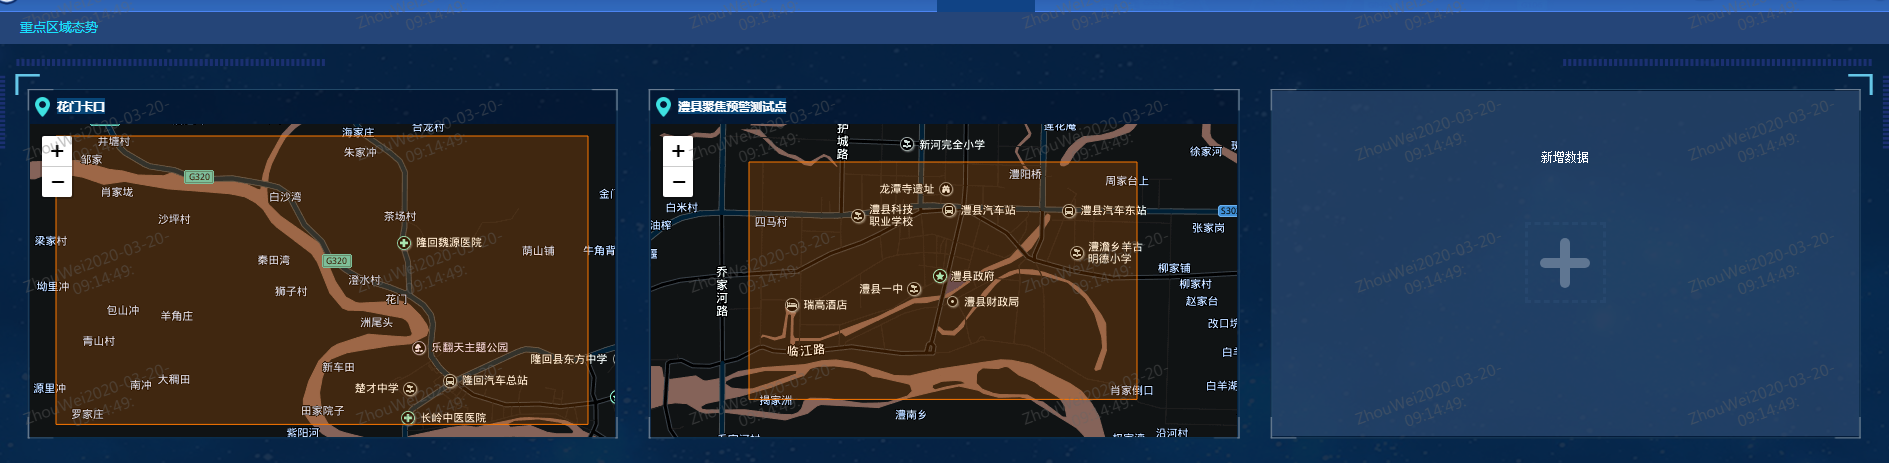 重点区域态势
花门卡口
+
−
井塘村
海家庄
合龙村
朱家冲
邹家
G320
肖家垅
白沙湾
沙坪村
茶场村
梁家村
隆回魏源医院
荫山铺
牛角背
秦田湾
G320
澄水村
坳里冲
狮子村
花门
包山冲
羊角庄
洲尾头
青山村
乐翻天主题公园
隆回县东方中学
新车田
南冲
大稠田
源里冲
楚才中学
隆回汽车总站
罗家庄
田家院子
长岭中医医院
紫阳河
澧县聚焦预警测试点
+
−
护城路
新河完全小学
莲花庵
徐家河
澧阳桥
周家台上
龙潭寺遗址
白米村
澧县科技
职业学校
澧县汽车站
澧县汽车东站
S30
四马村
油榨
张家岗
澧澹乡羊古
明德小学
乔家河路
柳家铺
澧县政府
柳家村
澧县一中
瑞高酒店
澧县财政局
赵家台
改口垸
临江路
白羊湖
肖家倒口
揭家洲
澧南乡
沿河村
新增数据
ZhouWei2020-03-20-
09:14:49: